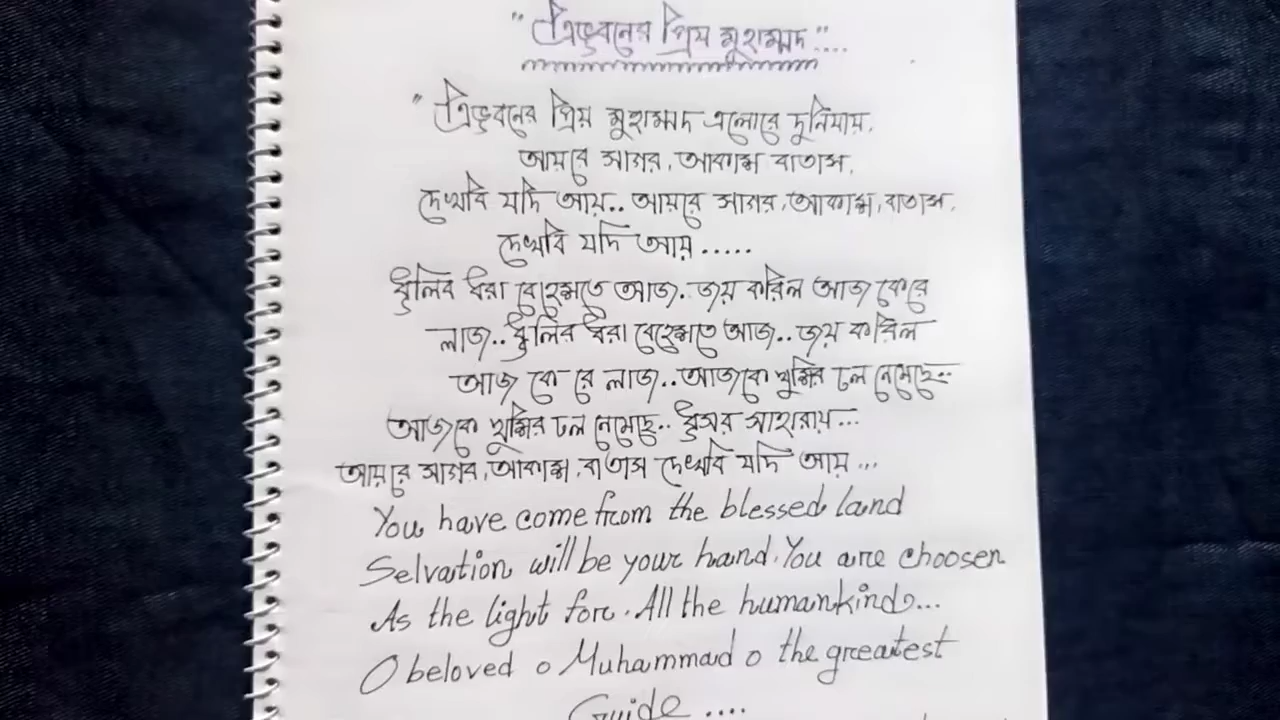 "ত্রিভুবনের প্রিয় মুহাম্মদ"....
"ত্রিভুবনের প্রিয় মুহাম্মদ এলোরে দুনিয়ায়,
আয়রে সাগর, আকাশ বাতাস,
দেখবি যদি আয়.. আয়রে সাগর, আকাশ, বাতাস,
দেখবি যদি আয়.....
ধুলির ধরা বেহেশতে আজ. জয় করিল আজ কেরে
লাজ.. ধুলির ধরা বেহেশতে আজ.. জয় করিল
আজ কে রে লাজ..আজকে খুশির ঢল নেমেছে..
আজকে খুশির ঢল নেমেছে.. ধুসর সাহারায়...
আয়রে সাগর, আকাশ, বাতাস দেখবি যদি আয়...
You have come from the blessed land
Selvation will be your hand. You are choosen
As the light for. All the humankind...
O beloved o Muhammad o the greatest
Guide ....